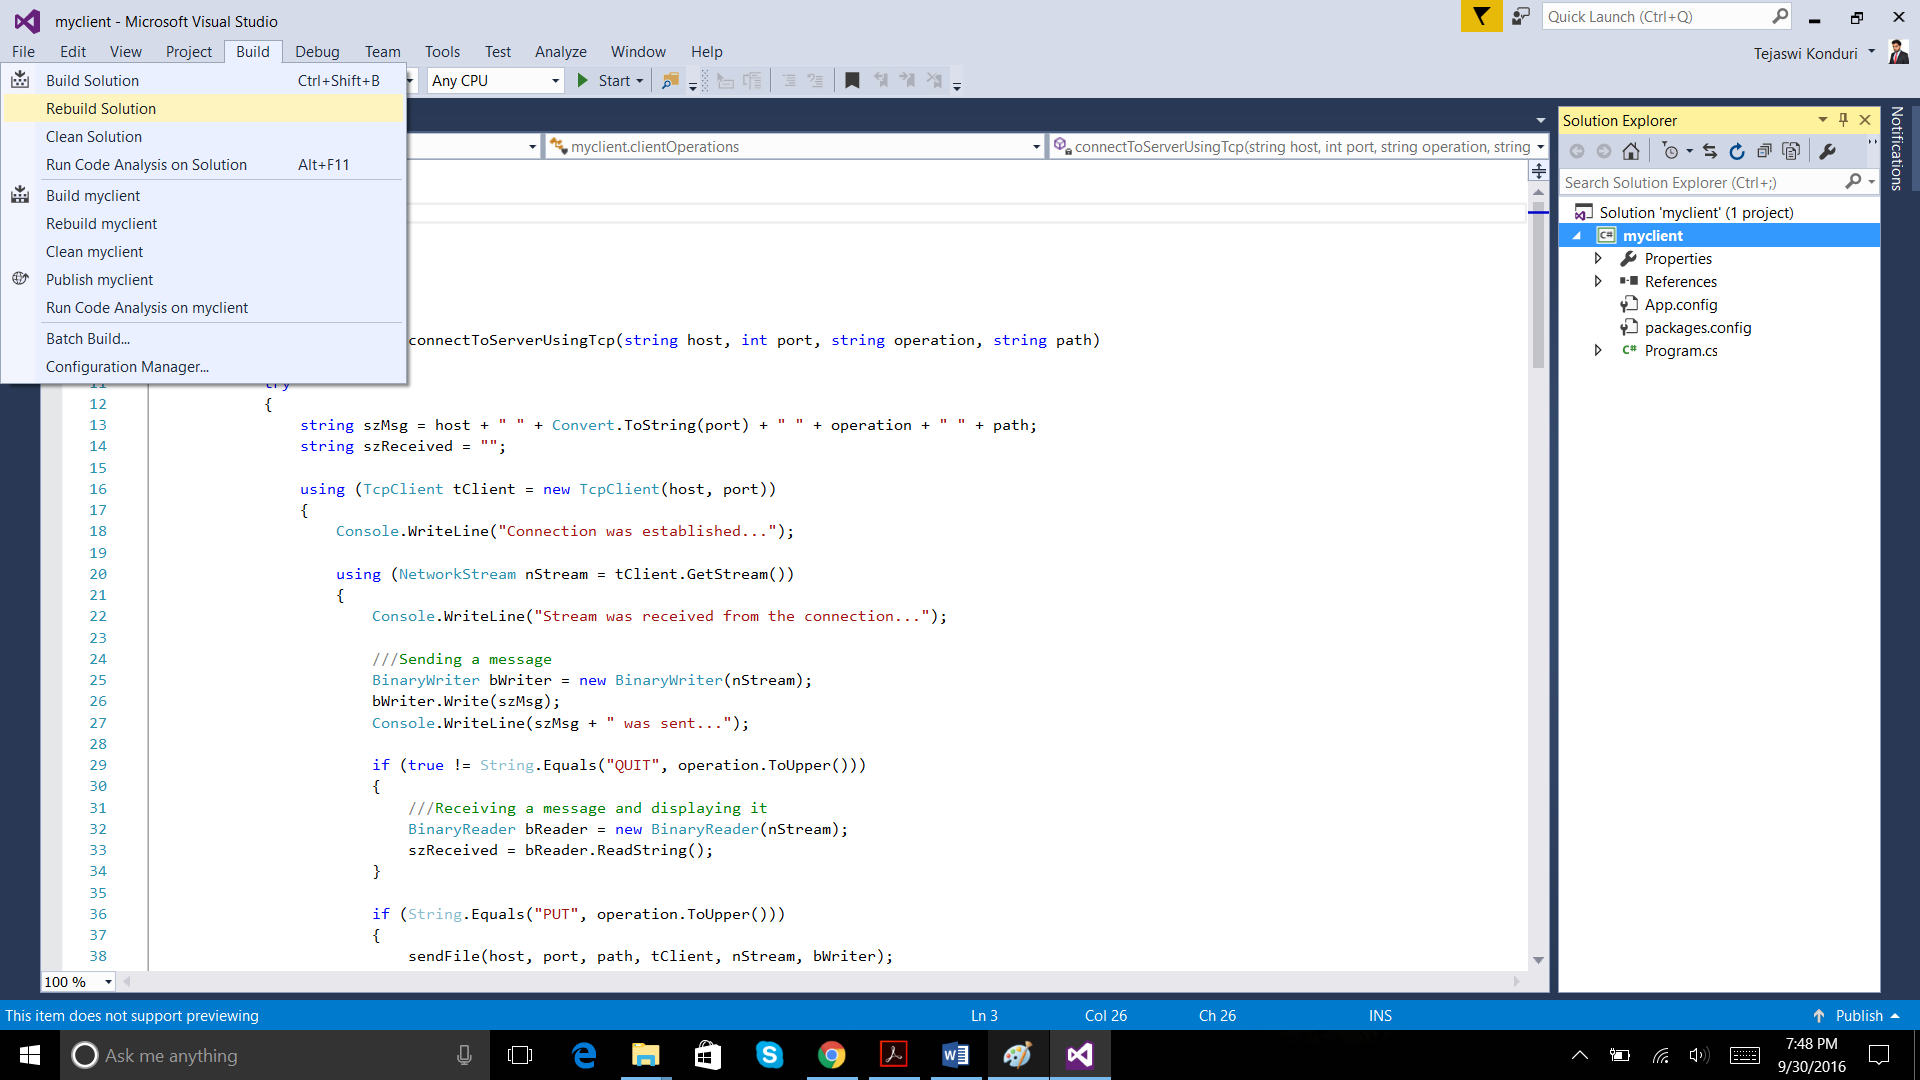 myclient - Microsoft Visual Studio
Quick Launch (Ctrl+Q)
File Edit View Project Build Debug Team Tools Test Analyze Window Help
Tejaswi Konduri
Build Solution Ctrl+Shift+B
Rebuild Solution
Clean Solution
Run Code Analysis on Solution Alt+F11
Build myclient
Rebuild myclient
Clean myclient
Publish myclient
Run Code Analysis on myclient
Batch Build...
Configuration Manager...
Any CPU Start
myclient.clientOperations
connectToServerUsingTcp(string host, int port, string operation, string
connectToServerUsingTcp(string host, int port, string operation, string path)
11 try
12 {
13 string szMsg = host + " " + Convert.ToString(port) + " " + operation + " " + path;
14 string szReceived = "";
15
16 using (TcpClient tClient = new TcpClient(host, port))
17 {
18 Console.WriteLine("Connection was established...");
19
20 using (NetworkStream nStream = tClient.GetStream())
21 {
22 Console.WriteLine("Stream was received from the connection...");
23
24 ///Sending a message
25 BinaryWriter bWriter = new BinaryWriter(nStream);
26 bWriter.Write(szMsg);
27 Console.WriteLine(szMsg + " was sent...");
28
29 if (true != String.Equals("QUIT", operation.ToUpper()))
30 {
31 ///Receiving a message and displaying it
32 BinaryReader bReader = new BinaryReader(nStream);
33 szReceived = bReader.ReadString();
34 }
35
36 if (String.Equals("PUT", operation.ToUpper()))
37 {
38 sendFile(host, port, path, tClient, nStream, bWriter);
100 %
Solution Explorer
Search Solution Explorer (Ctrl+;)
Solution 'myclient' (1 project)
C# myclient
Properties
References
App.config
packages.config
C# Program.cs
Notifications
This item does not support previewing Ln 3 Col 26 Ch 26 INS Publish
Ask me anything
7:48 PM
9/30/2016